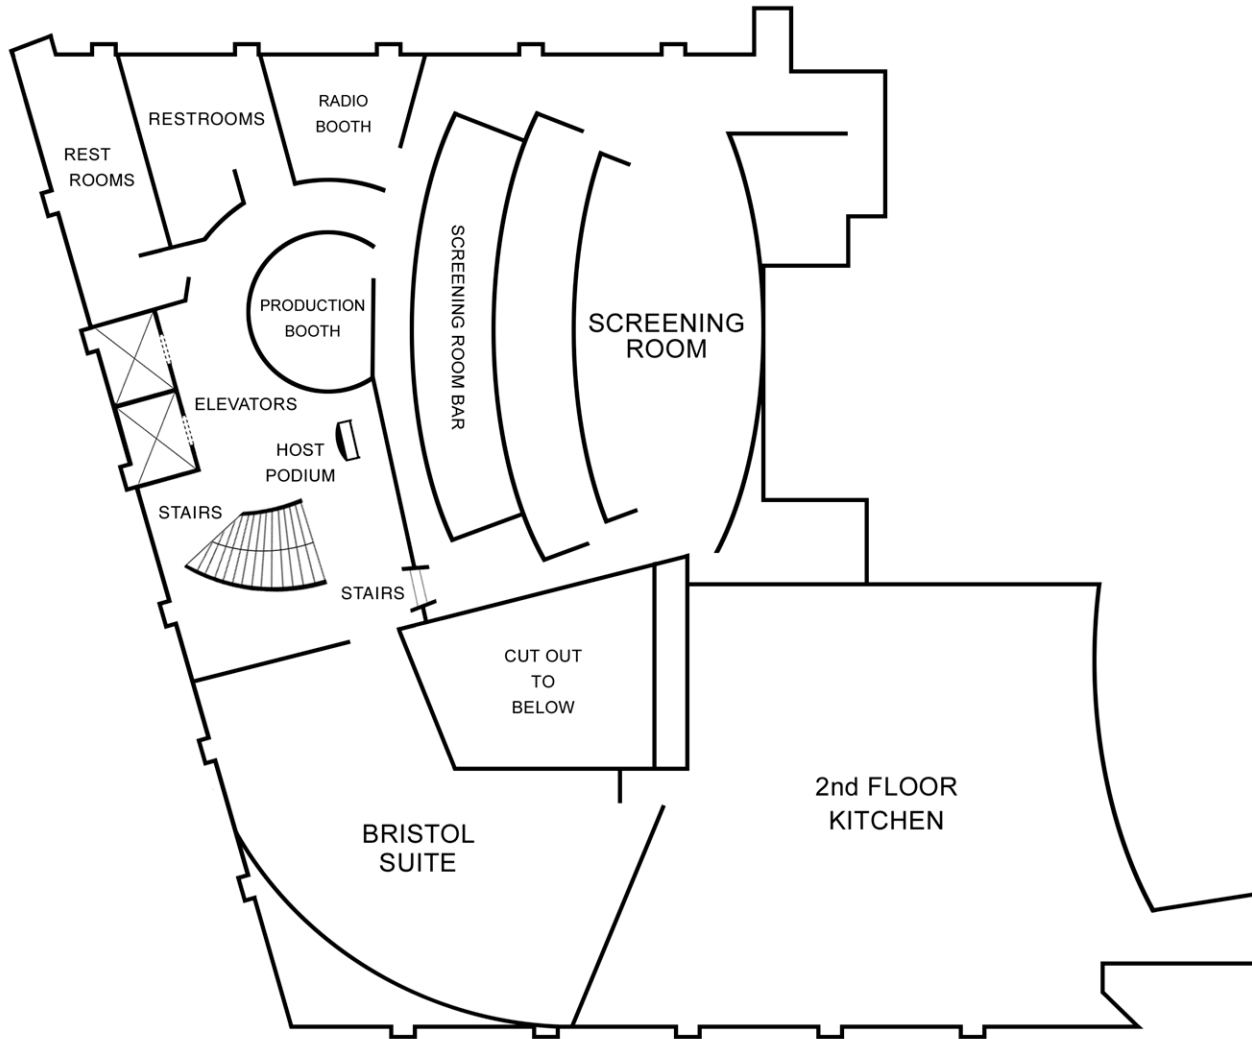 RADIO
BOOTH
RESTROOMS
REST
ROOMS
SCREENING ROOM BAR
PRODUCTION
BOOTH
SCREENING
ROOM
ELEVATORS
HOST
PODIUM
STAIRS
STAIRS
CUT OUT
TO
BELOW
2nd FLOOR
KITCHEN
BRISTOL
SUITE